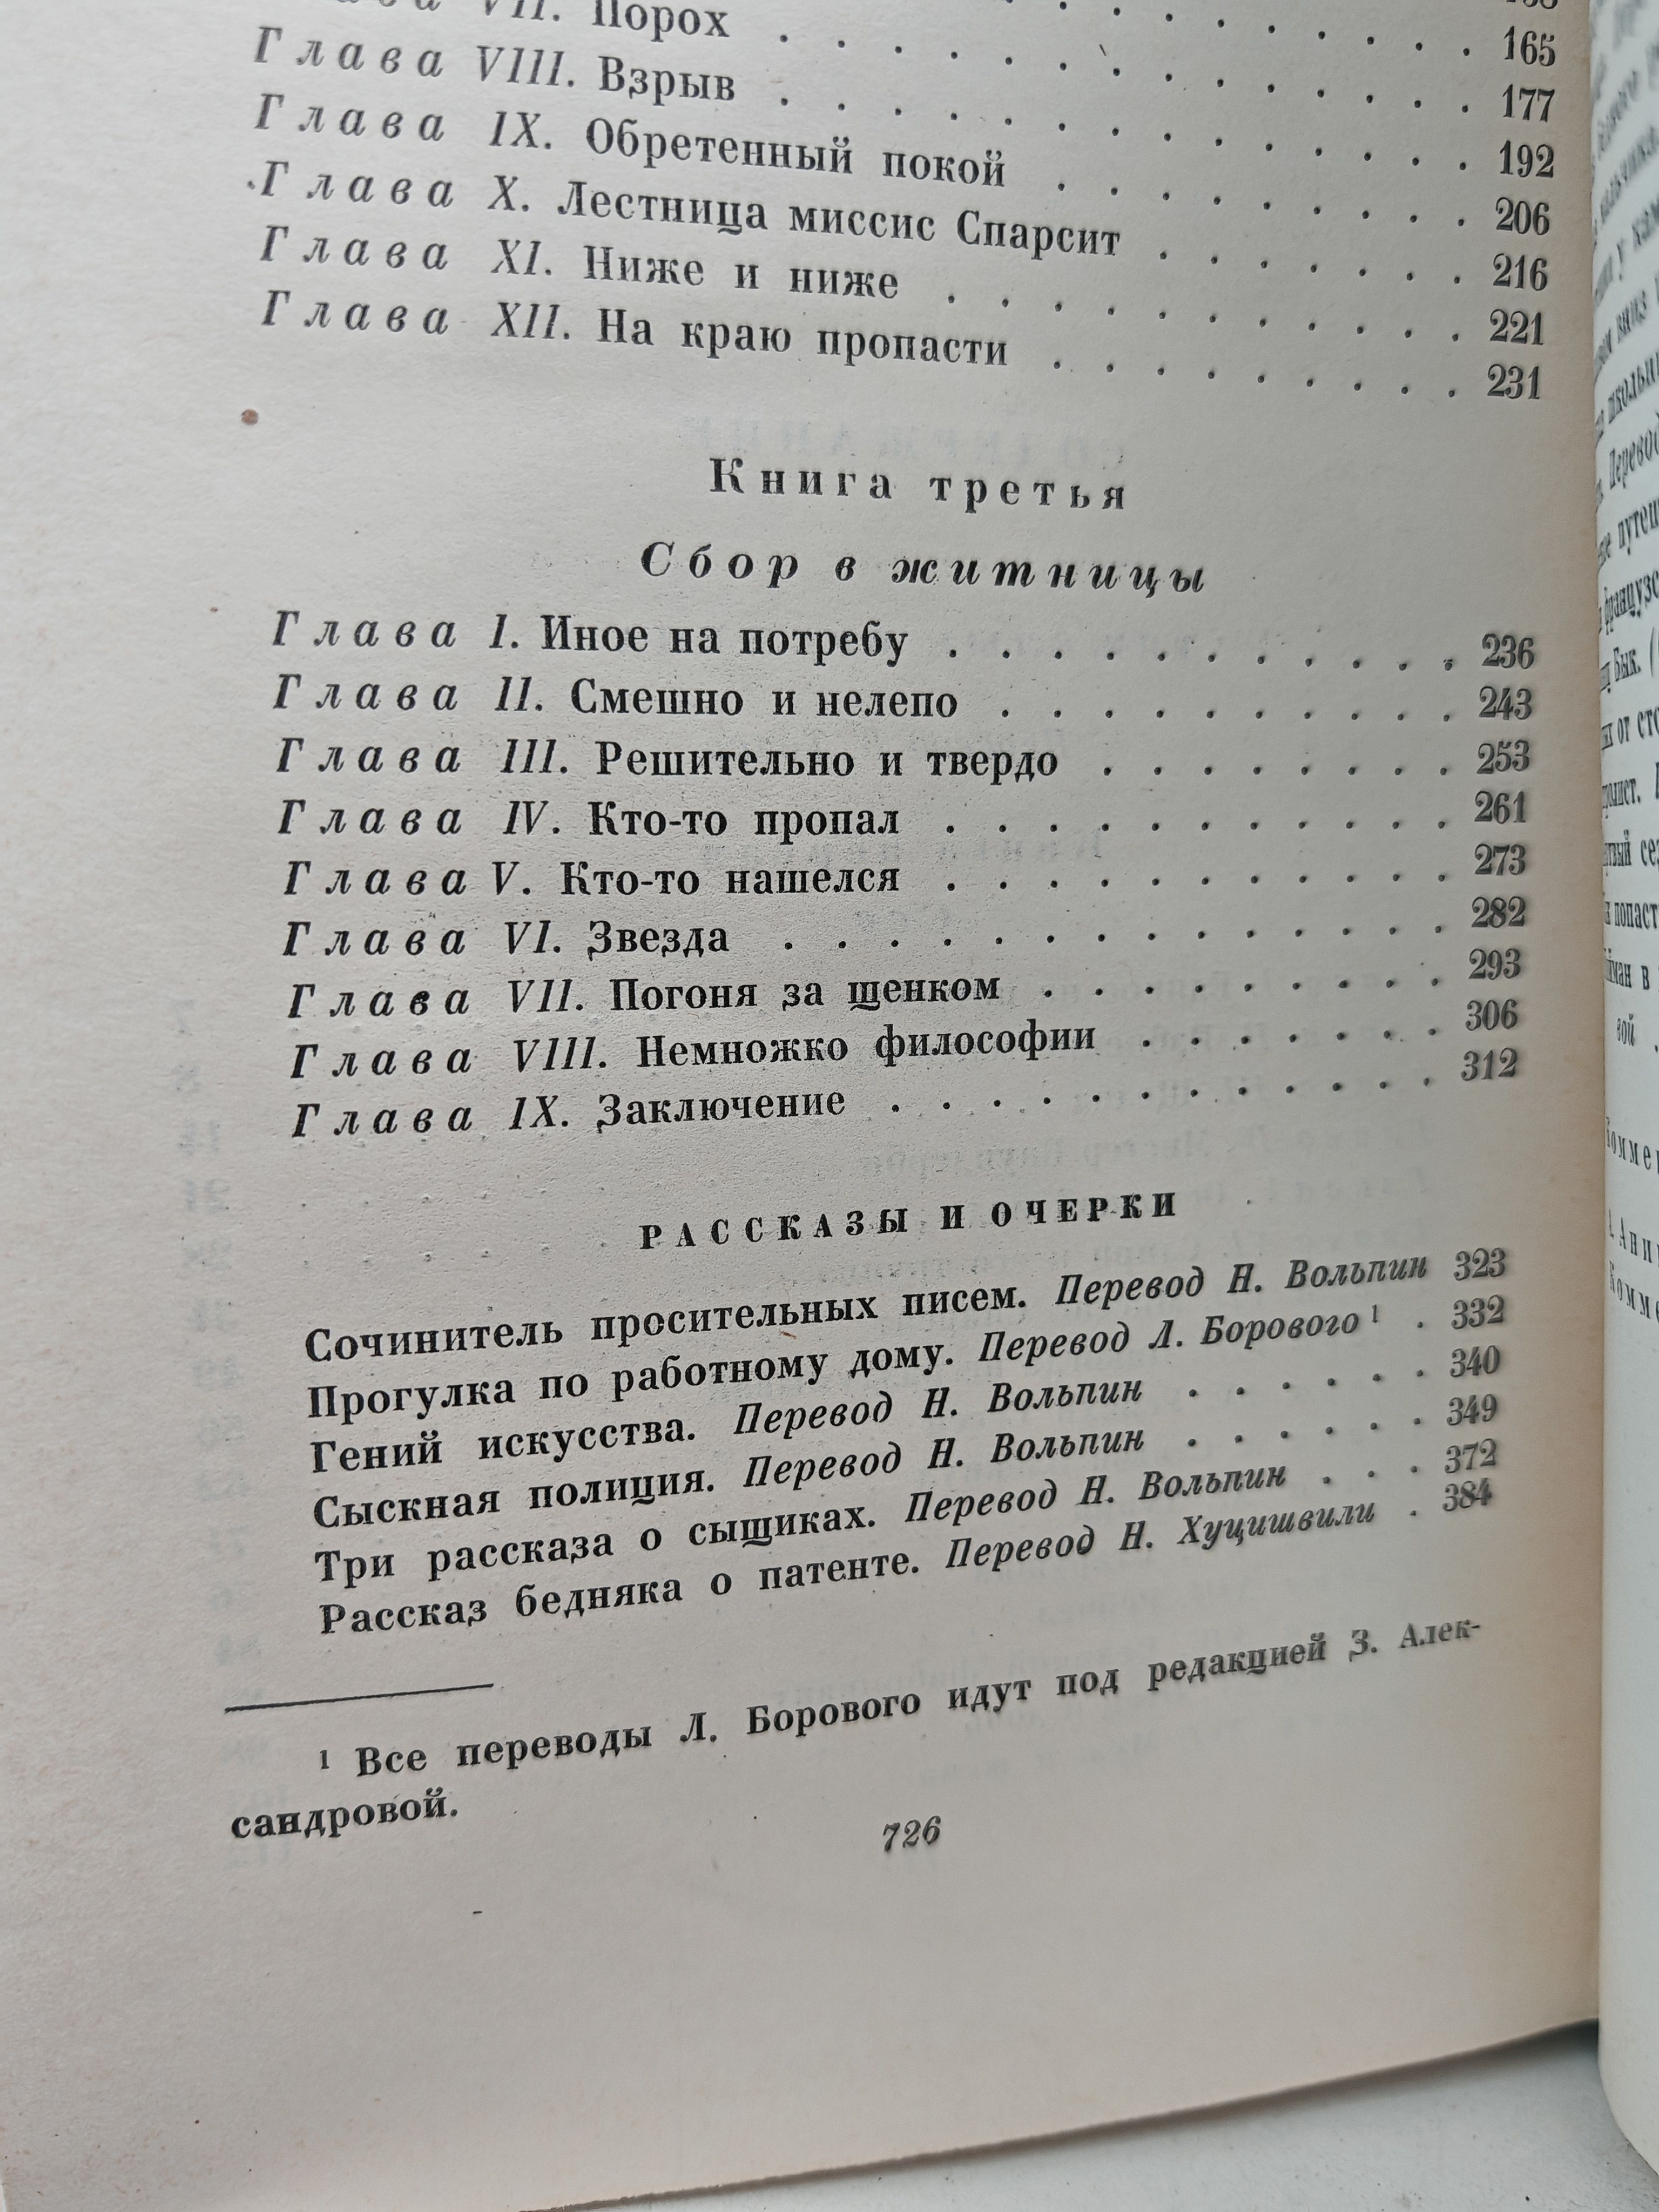 165
VII. Порох . . . . . . . . . . 177
Глава VIII. Взрыв . . . . . . . . . . 192
Глава IX. Обретенный покой . . . . . . . . 206
Глава X. Лестница миссис Спарсит . . . . . . . 216
Глава XI. Ниже и ниже . . . . . . . . . . 221
Глава XII. На краю пропасти . . . . . . . . . 231
Книга третья
Сбор в житницы
Глава I. Иное на потребу . . . . . . . . . . 236
Глава II. Смешно и нелепо . . . . . . . . . 243
Глава III. Решительно и твердо . . . . . . . 253
Глава IV. Кто-то пропал . . . . . . . . . . 261
Глава V. Кто-то нашелся . . . . . . . . . . 273
Глава VI. Звезда . . . . . . . . . . . . . 282
Глава VII. Погоня за щенком . . . . . . . . 293
Глава VIII. Немножко философии . . . . . . 306
Глава IX. Заключение . . . . . . . . . . . 312
РАССКАЗЫ И ОЧЕРКИ
Сочинитель просительных писем. Перевод Н. Вольпин 323
Прогулка по работному дому. Перевод Л. Борового ¹ . 332
Гений искусства. Перевод Н. Вольпин . . . . . . 340
Сыскная полиция. Перевод Н. Вольпин . . . . . . 349
Три рассказа о сыщиках. Перевод Н. Вольпин . . . 372
Рассказ бедняка о патенте. Перевод Н. Хуцишвили . 384
¹ Все переводы Л. Борового идут под редакцией З. Алек-
сандровой.
726